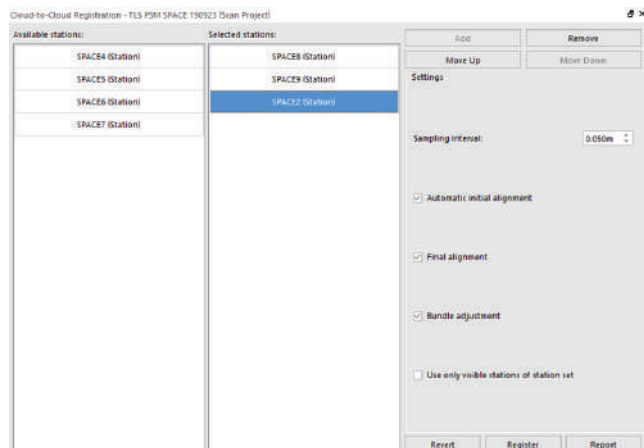 Cloud-to-Cloud Registration - TLS PSM SPACE 190923 (Scan Project)
Available stations:
SPACE4 (Station)
SPACE5 (Station)
SPACE6 (Station)
SPACE7 (Station)
Selected stations:
SPACE8 (Station)
SPACE9 (Station)
SPACE2 (Station)
Add
Remove
Move Up
Move Down
Settings
Sampling interval:
0.050m
Automatic initial alignment
Final alignment
Bundle adjustment
Use only visible stations of station set
Revert
Register
Report